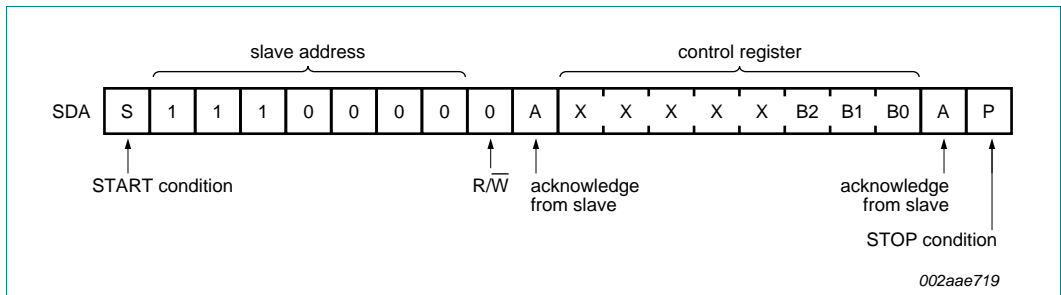 slave address control register
SDA S 1 1 1 0 0 0 0 0 A X X X X X B2 B1 B0 A P
START condition R/W̅ acknowledge from slave acknowledge from slave
STOP condition
002aae719